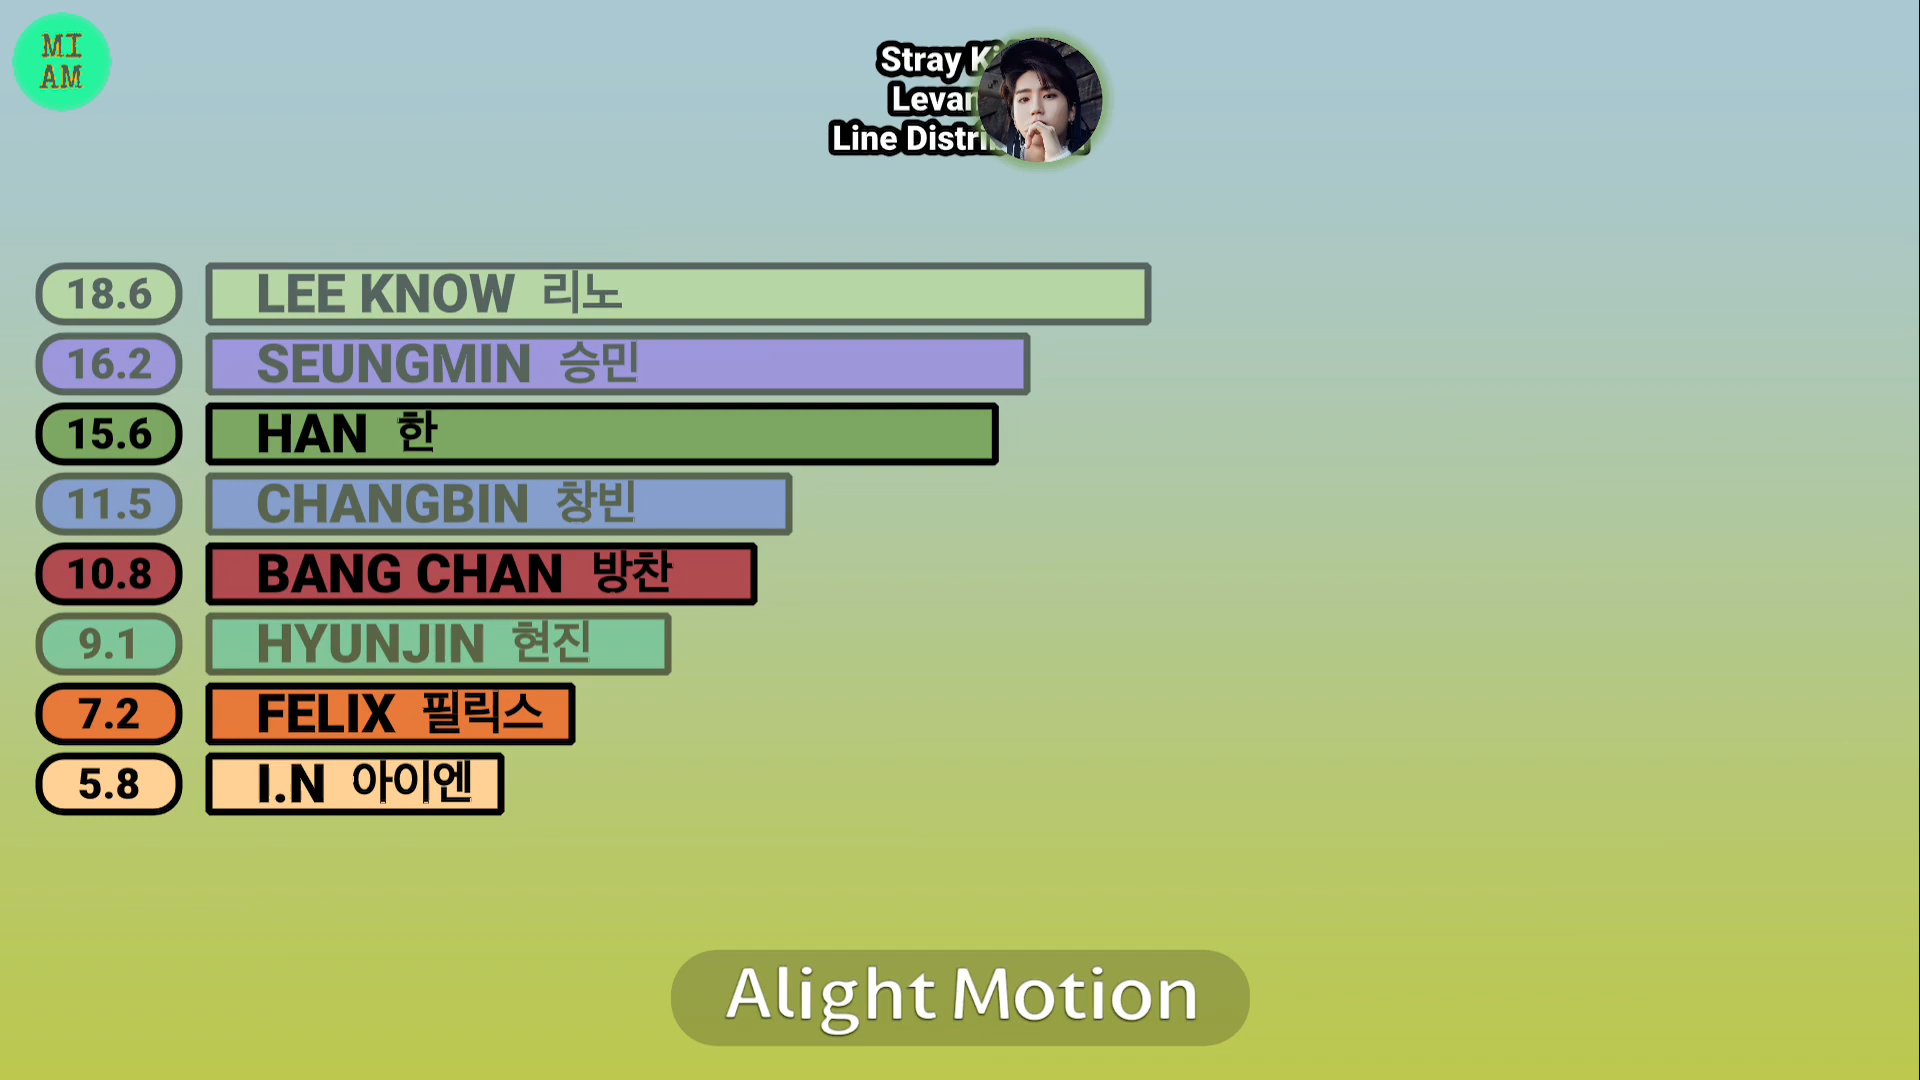 MI
AM
Stray K
Levan
Line Distri
18.6 LEE KNOW 리노
16.2 SEUNGMIN 승민
15.6 HAN 한
11.5 CHANGBIN 창빈
10.8 BANG CHAN 방찬
9.1 HYUNJIN 현진
7.2 FELIX 필릭스
5.8 I.N 아이엔
Alight Motion